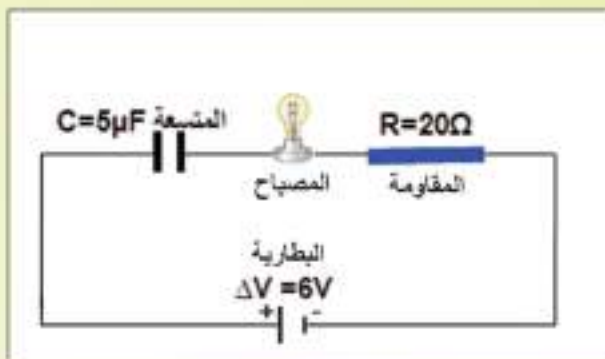 C=5µF المتسعة
R=20Ω
المصباح
المقاومة
البطارية
ΔV =6V
+ -